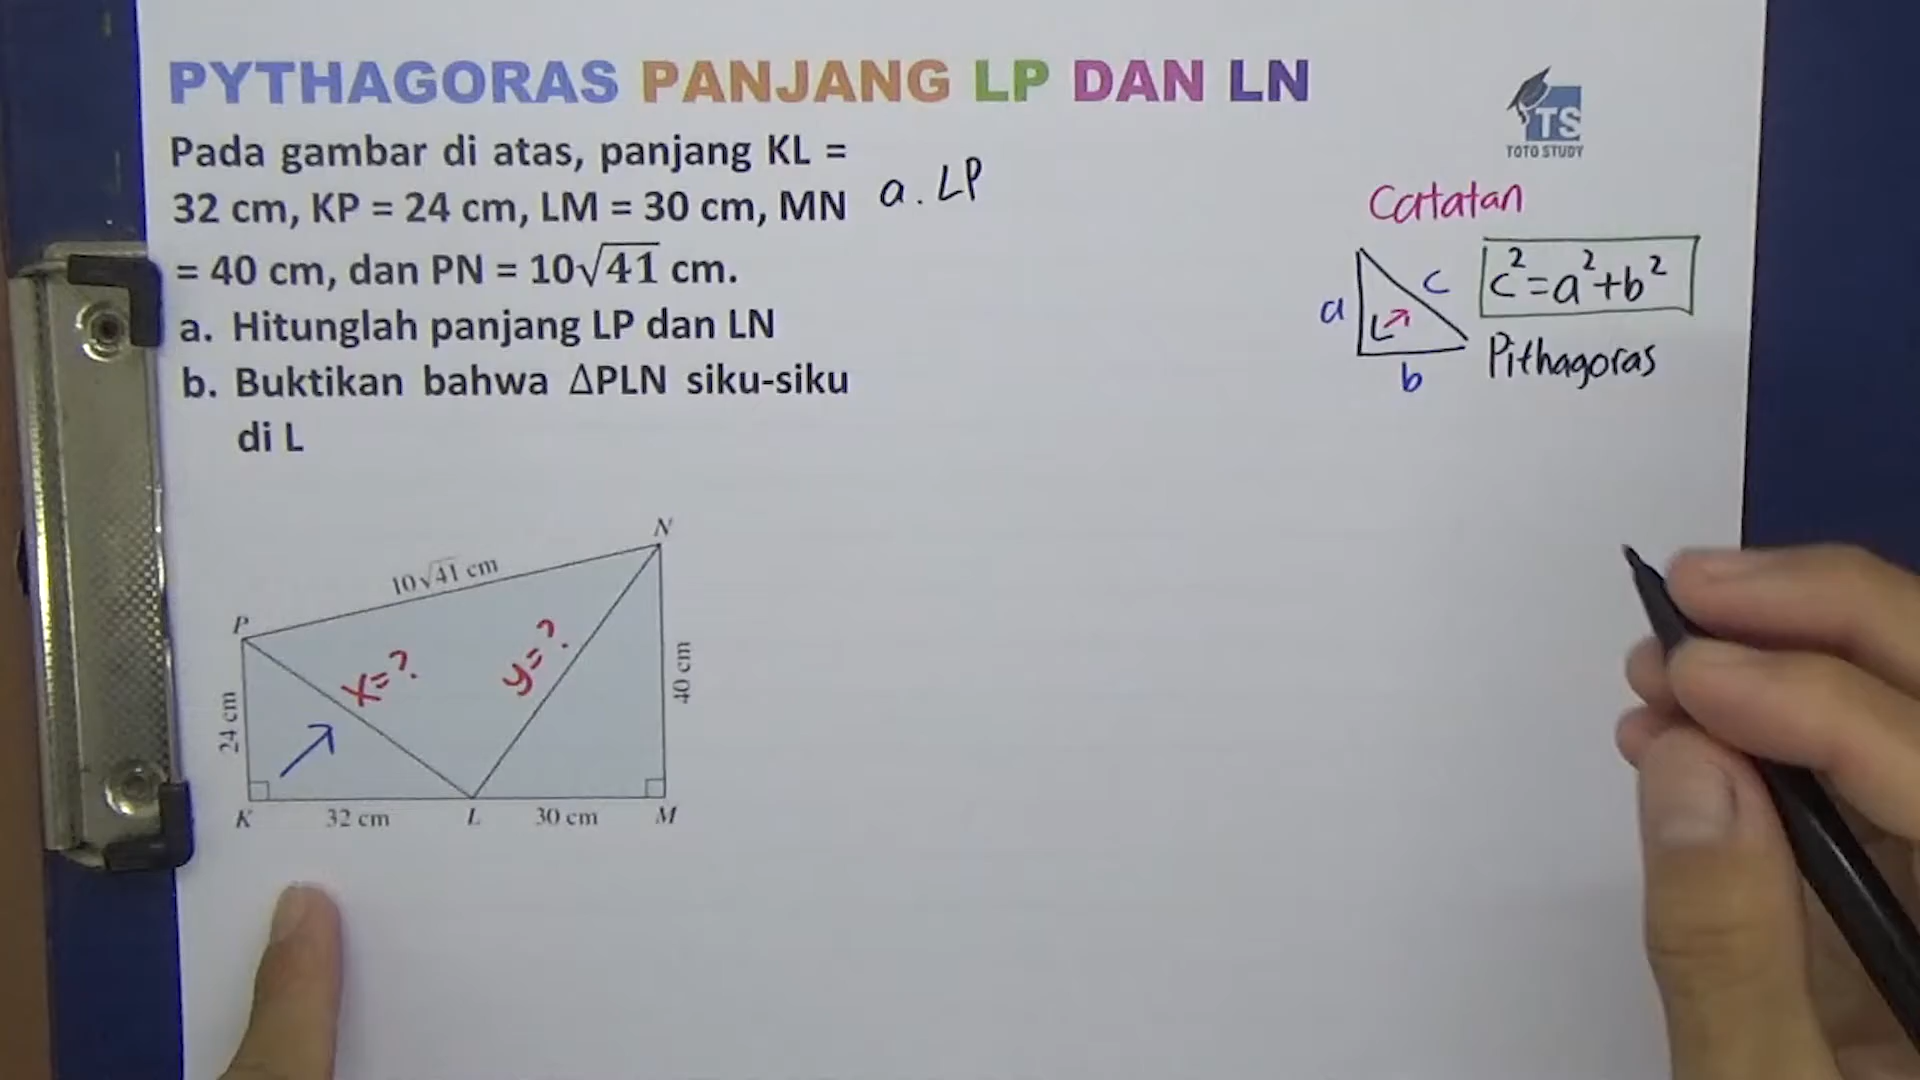 PYTHAGORAS PANJANG LP DAN LN
Pada gambar di atas, panjang KL =
32 cm, KP = 24 cm, LM = 30 cm, MN
= 40 cm, dan PN = 10√41 cm.
a. Hitunglah panjang LP dan LN
b. Buktikan bahwa ΔPLN siku-siku
di L
a. LP
TS
TOTO STUDY
Catatan
a
c
b
c²=a²+b²
Pithagoras
N
10√41 cm
P
x=?
y=?
24 cm
40 cm
K
32 cm
L
30 cm
M